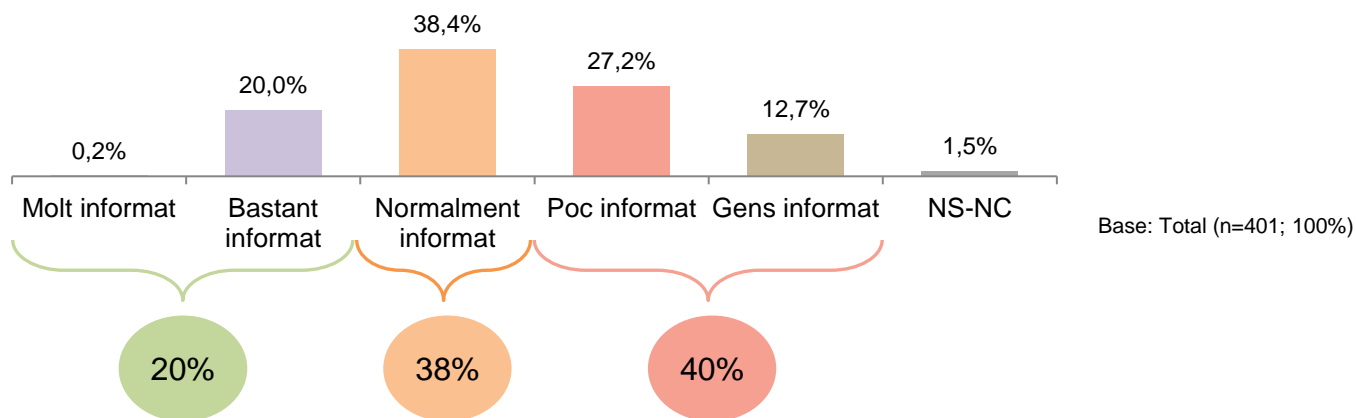 38,4%
27,2%
20,0%
12,7%
0,2%
1,5%
Molt informat
Bastant
informat
Normalment
informat
Poc informat
Gens informat
NS-NC
Base: Total (n=401; 100%)
20%
38%
40%